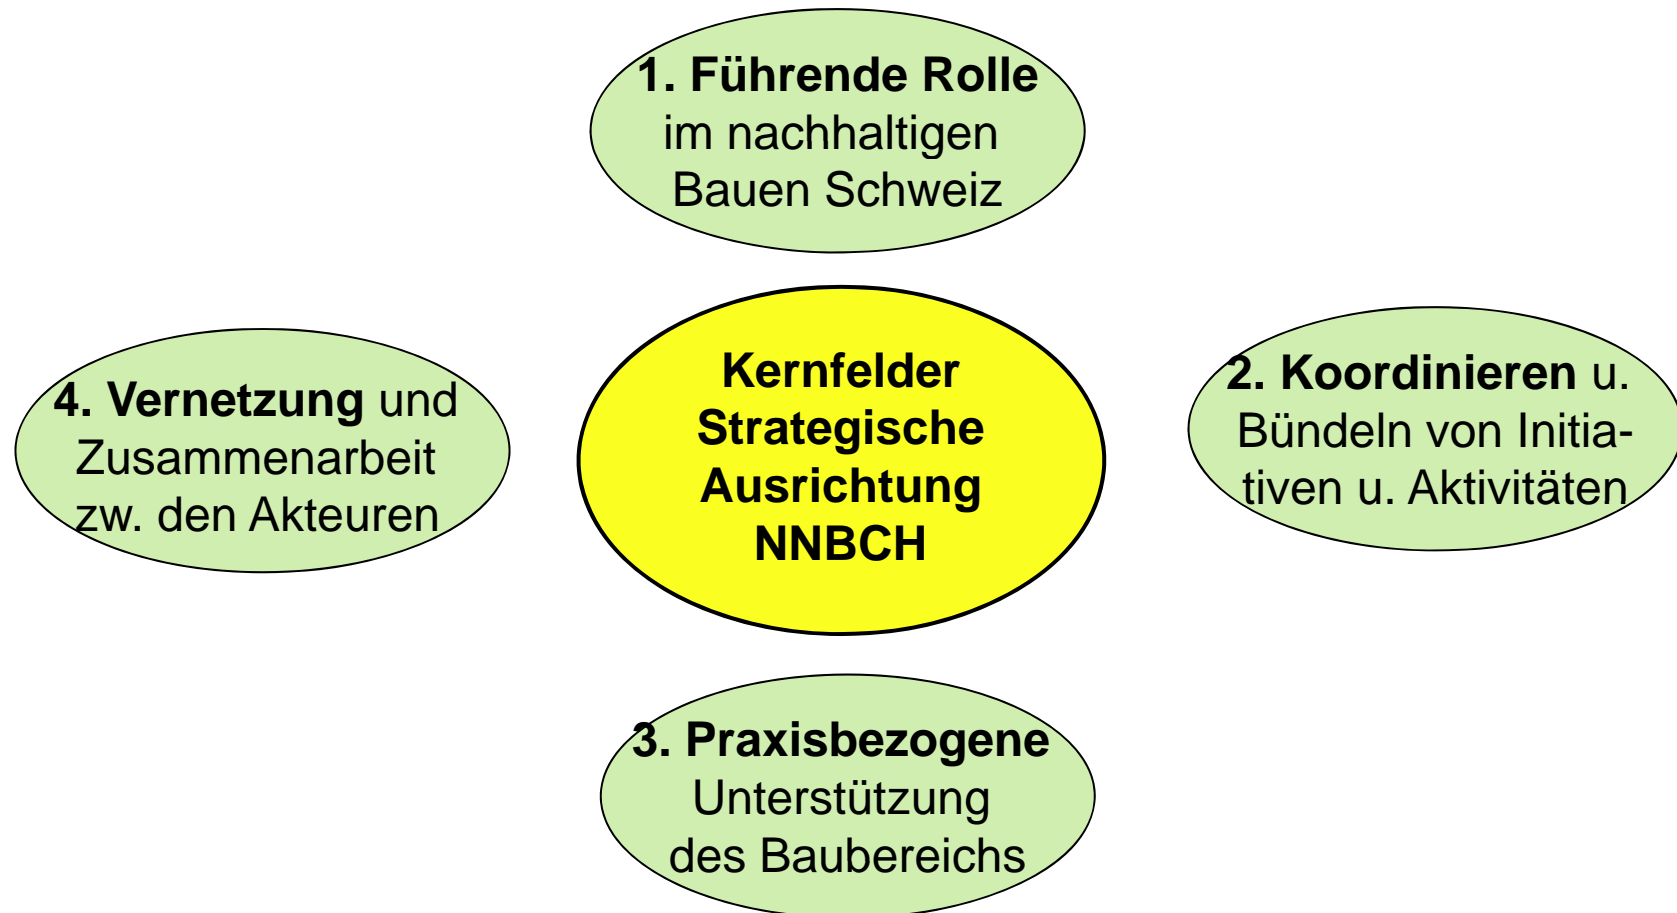 1. Führende Rolle
im nachhaltigen
Bauen Schweiz
Kernfelder
Strategische
Ausrichtung
NNBCH
2. Koordinieren u.
Bündeln von Initia-
tiven u. Aktivitäten
3. Praxisbezogene
Unterstützung
des Baubereichs
4. Vernetzung und
Zusammenarbeit
zw. den Akteuren